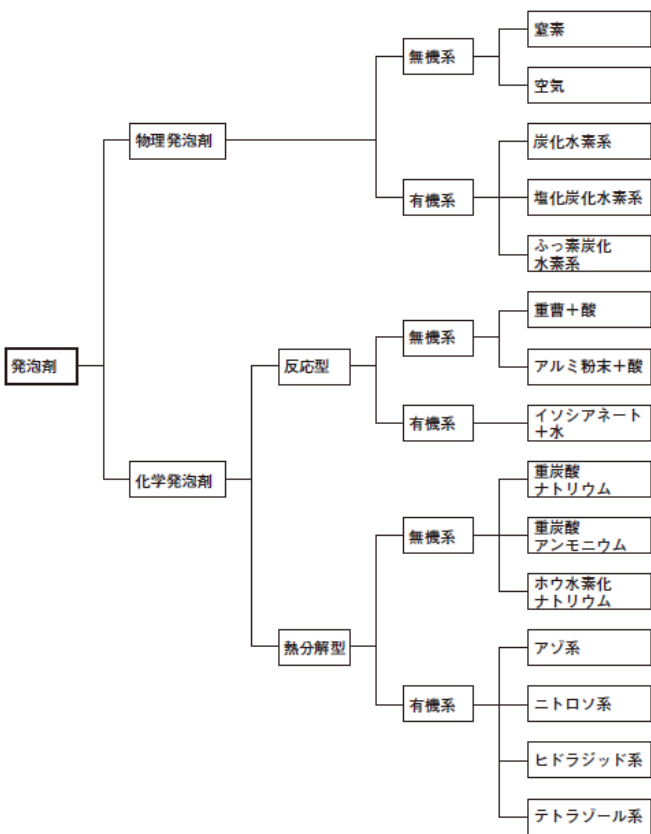 発泡剤
物理発泡剤
無機系
窒素
空気
有機系
炭化水素系
塩化炭化水素系
ふっ素炭化
水素系
化学発泡剤
反応型
無機系
重曹＋酸
アルミ粉末＋酸
有機系
イソシアネート
＋水
熱分解型
無機系
重炭酸
ナトリウム
重炭酸
アンモニウム
ホウ水素化
ナトリウム
有機系
アゾ系
ニトロソ系
ヒドラジッド系
テトラゾール系